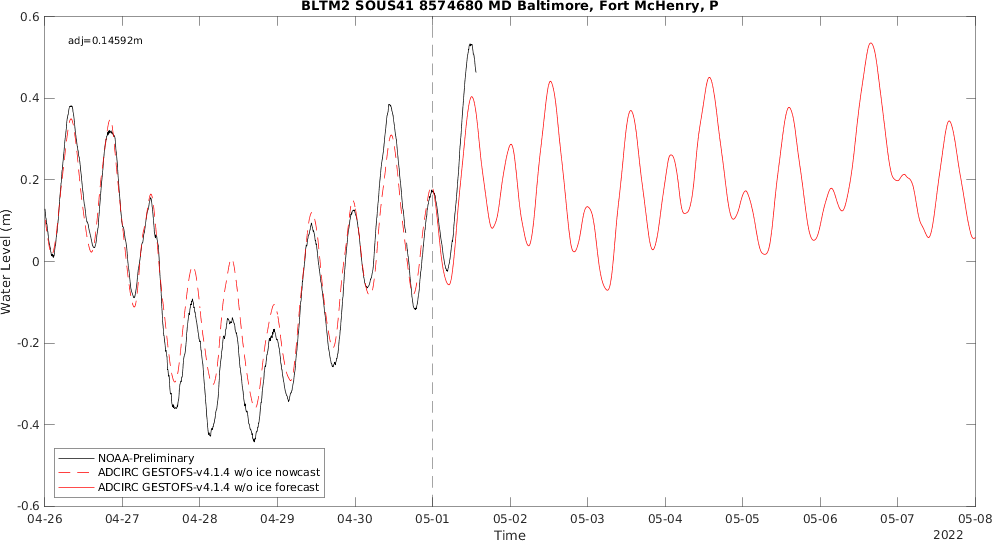 BLTM2 SOUS41 8574680 MD Baltimore, Fort McHenry, P
adj=0.14592m
0.6
0.4
0.2
0
-0.2
-0.4
-0.6
Water Level (m)
NOAA-Preliminary
ADCIRC GESTOFS-v4.1.4 w/o ice nowcast
ADCIRC GESTOFS-v4.1.4 w/o ice forecast
04-26 04-27 04-28 04-29 04-30 05-01 05-02 05-03 05-04 05-05 05-06 05-07 05-08
Time
2022